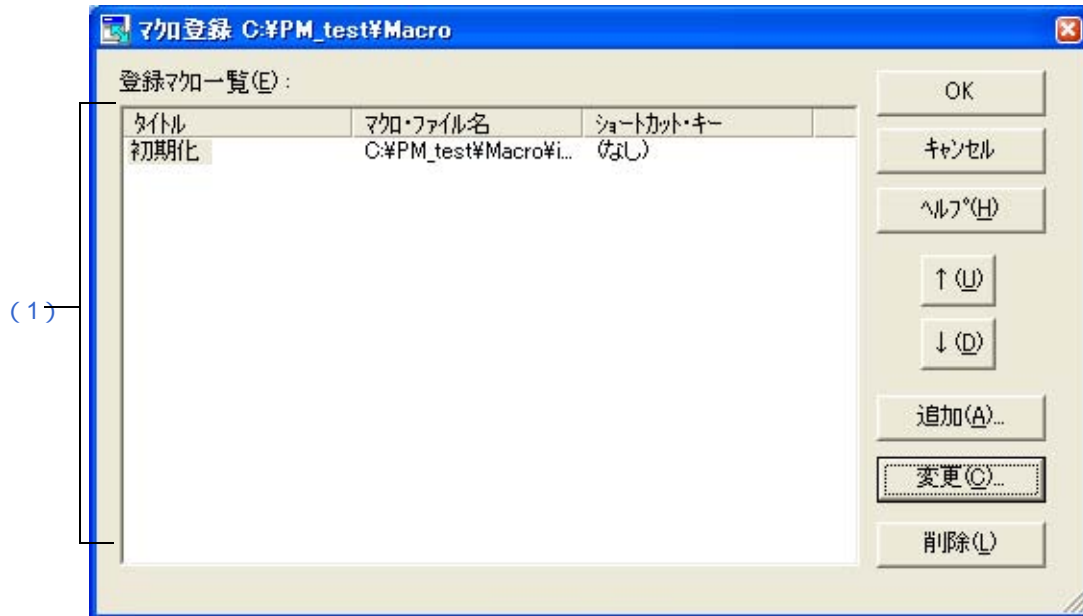 マクロ登録 C:¥PM_test¥Macro
登録マクロ一覧(E):
タイトル マクロ・ファイル名 ショートカット・キー
初期化 C:¥PM_test¥Macro¥i... (なし)
(1)
OK
キャンセル
ヘルプ(H)
↑(U)
↓(D)
追加(A)...
変更(C)...
削除(L)